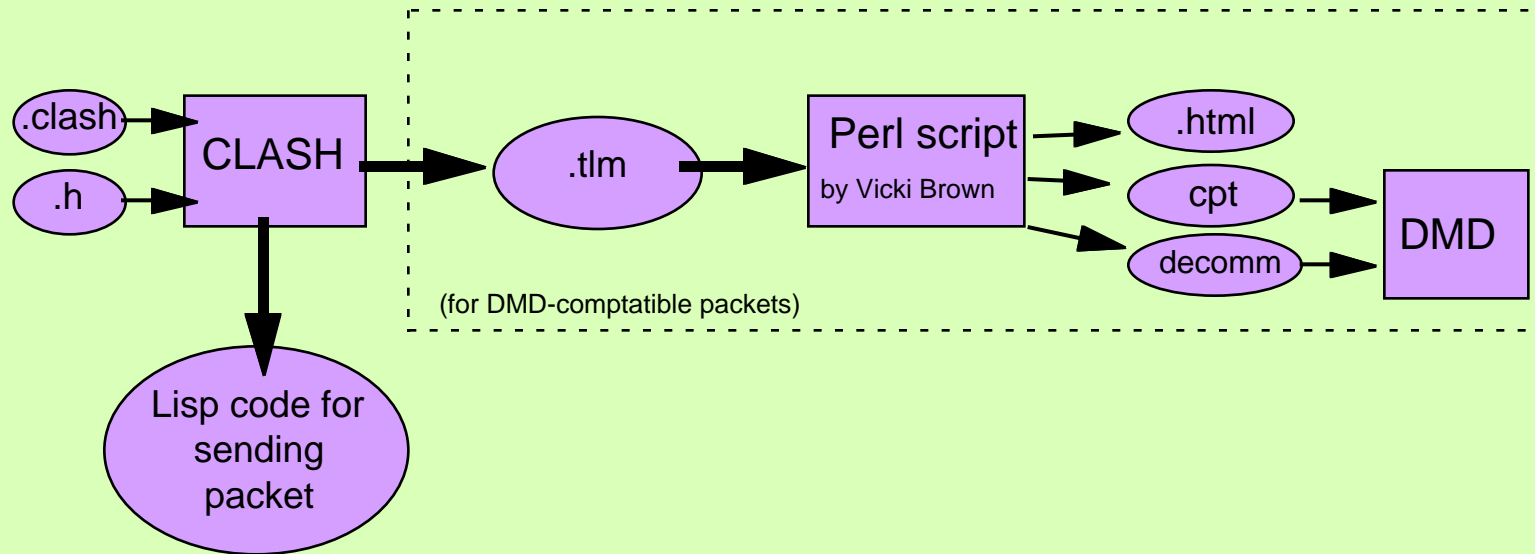 .clash
.h
CLASH
.tlm
Perl script
by Vicki Brown
.html
cpt
decomm
DMD
(for DMD-comptatible packets)
Lisp code for
sending
packet